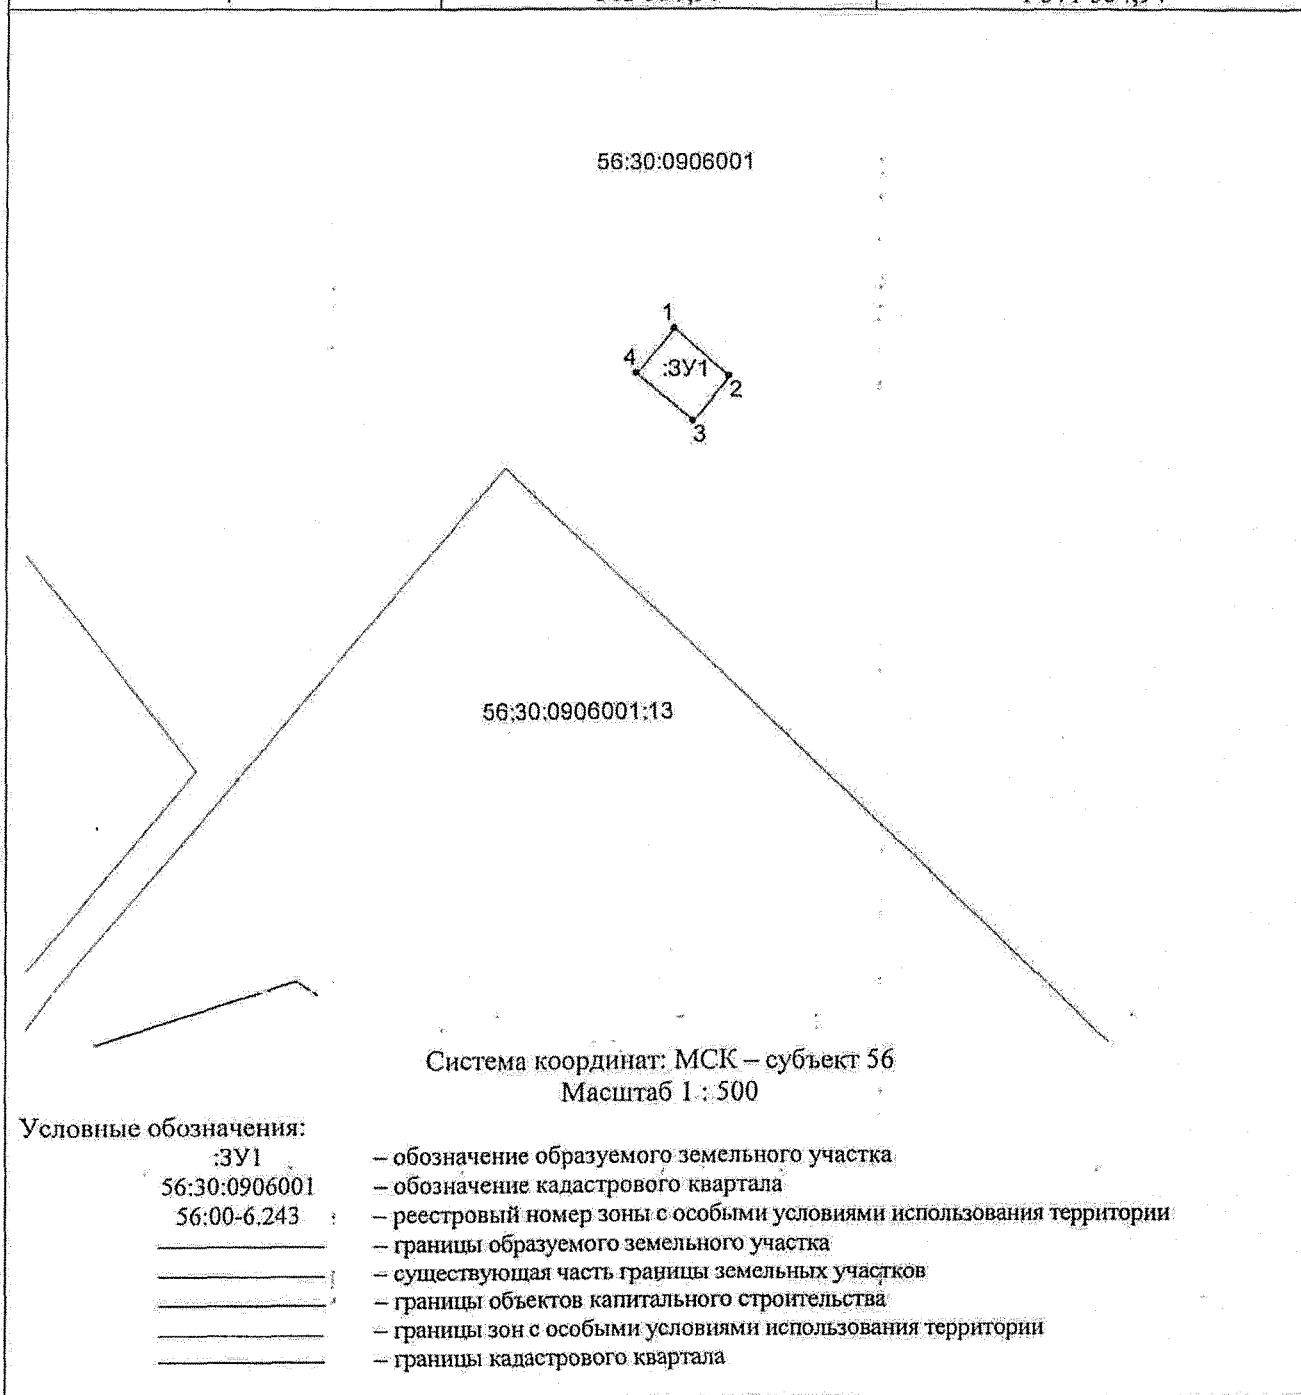 56:30:0906001
1
4
:ЗУ1
2
3
56:30:0906001:13
Система координат: МСК – субъект 56
Масштаб 1 : 500
Условные обозначения:
:ЗУ1 – обозначение образуемого земельного участка
56:30:0906001 – обозначение кадастрового квартала
56:00-6.243 – реестровый номер зоны с особыми условиями использования территории
– границы образуемого земельного участка
– существующая часть границы земельных участков
– границы объектов капитального строительства
– границы зон с особыми условиями использования территории
– границы кадастрового квартала